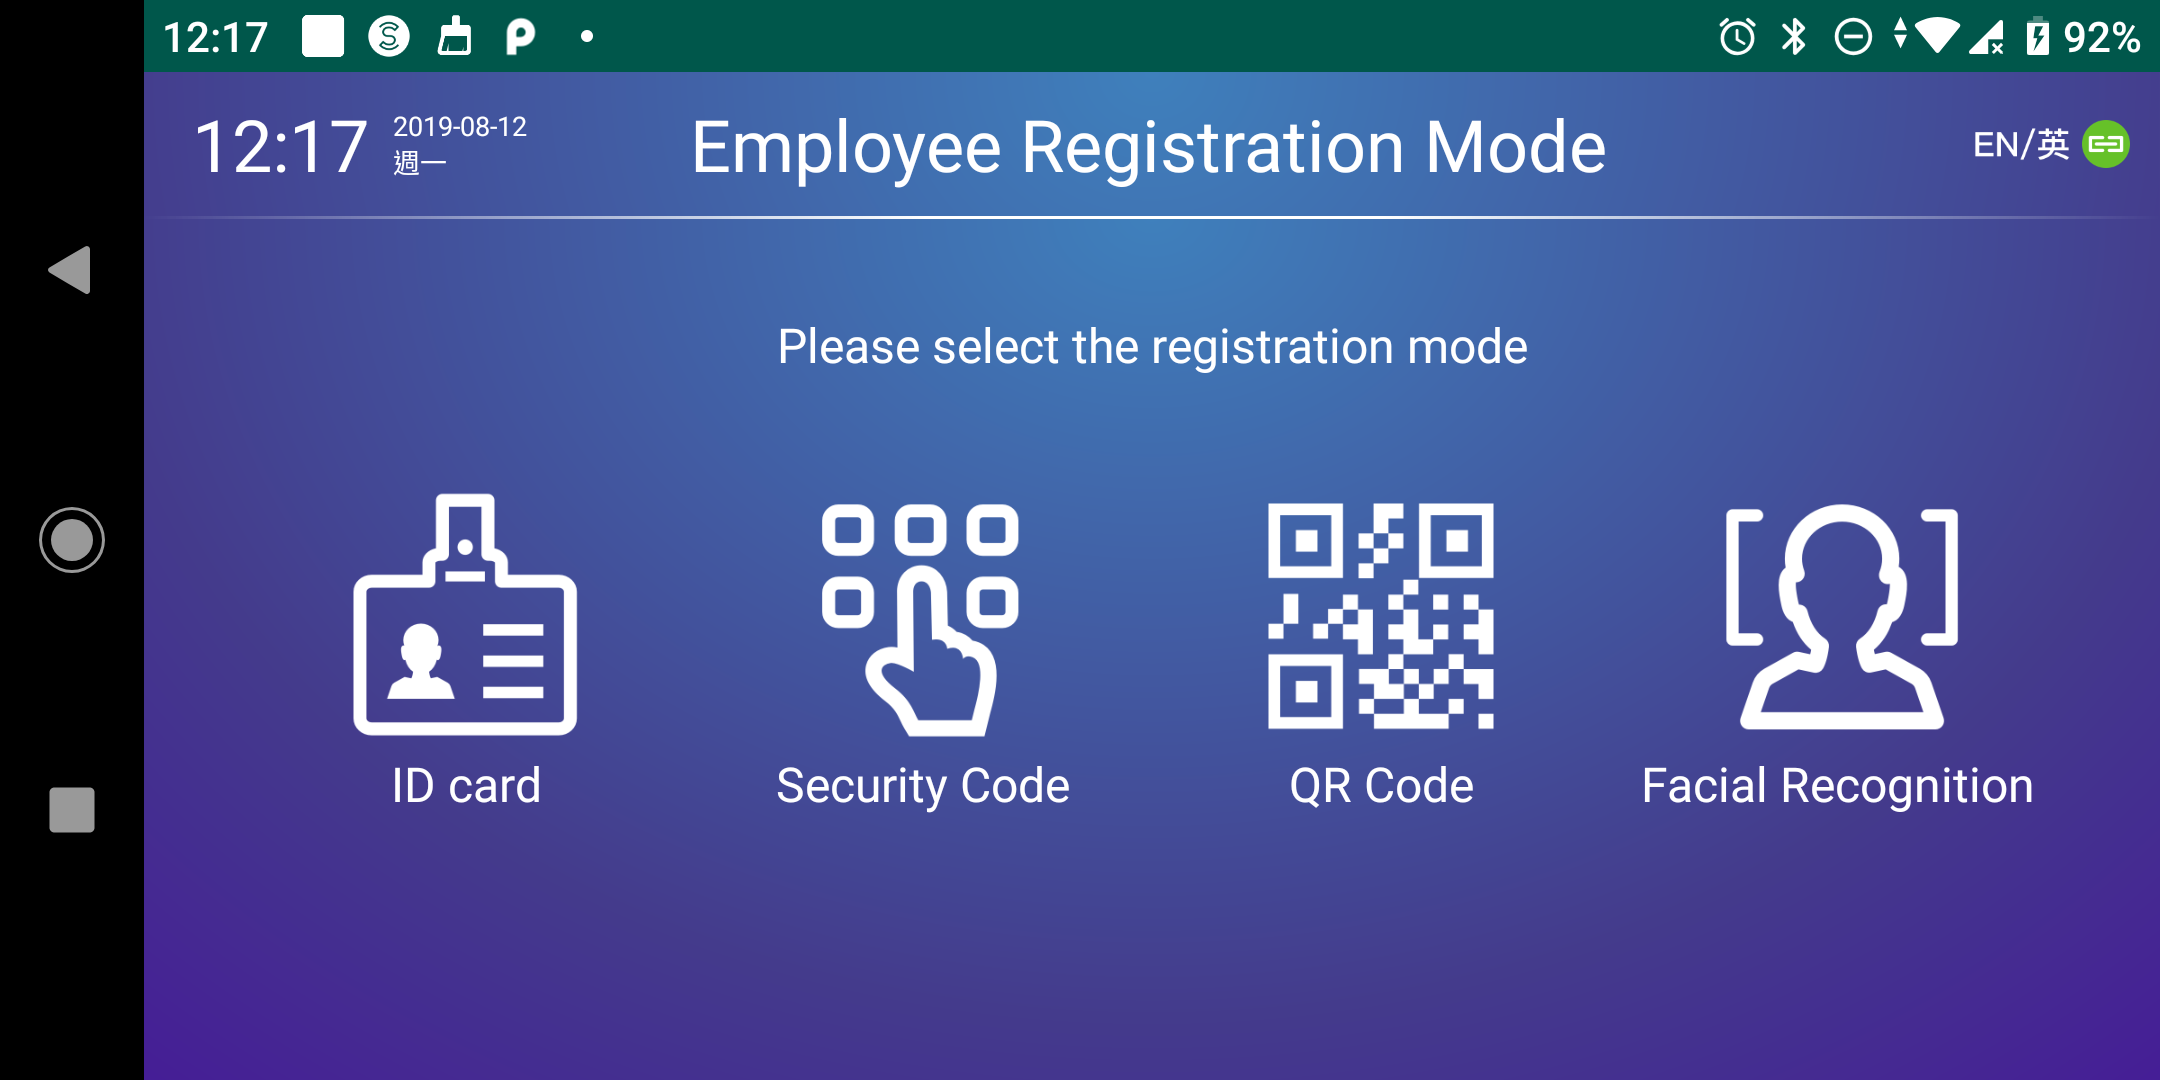 12:17
92%
12:17
2019-08-12
週一
Employee Registration Mode
EN/英
Please select the registration mode
ID card
Security Code
QR Code
Facial Recognition